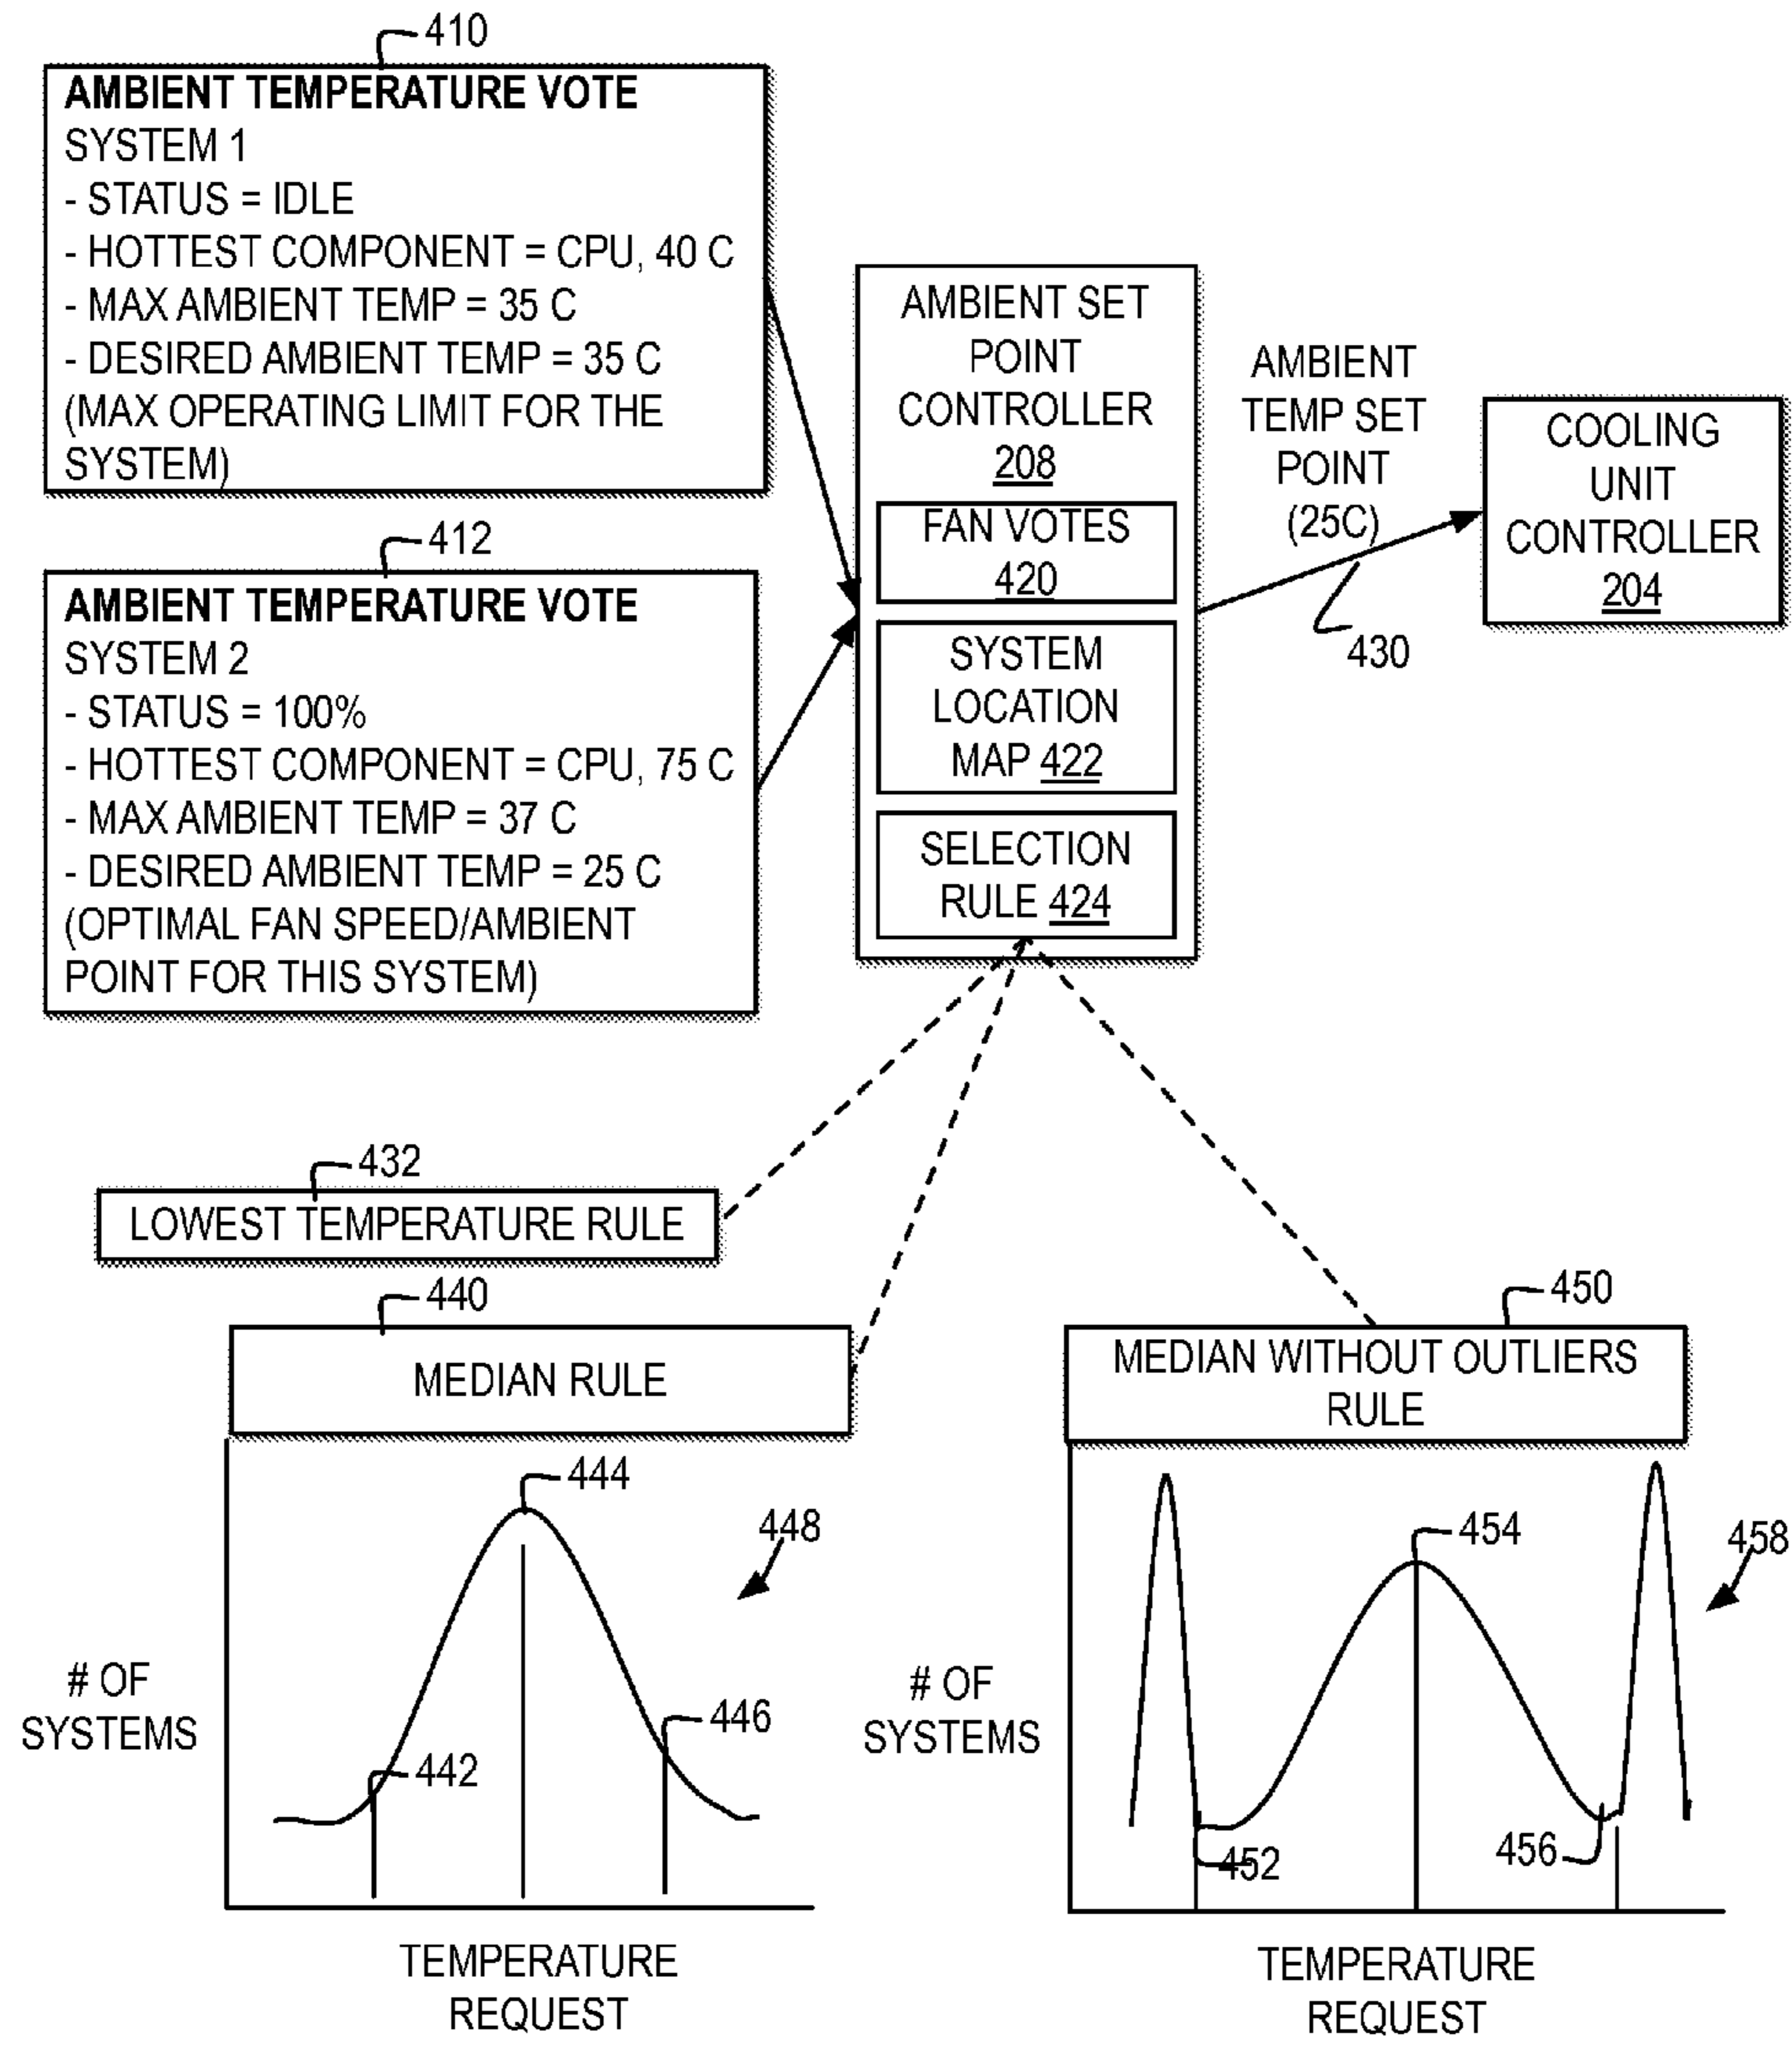 410
AMBIENT TEMPERATURE VOTE
SYSTEM 1
- STATUS = IDLE
- HOTTEST COMPONENT = CPU, 40 C
- MAX AMBIENT TEMP = 35 C
- DESIRED AMBIENT TEMP = 35 C
(MAX OPERATING LIMIT FOR THE
SYSTEM)
412
AMBIENT TEMPERATURE VOTE
SYSTEM 2
- STATUS = 100%
- HOTTEST COMPONENT = CPU, 75 C
- MAX AMBIENT TEMP = 37 C
- DESIRED AMBIENT TEMP = 25 C
(OPTIMAL FAN SPEED/AMBIENT
POINT FOR THIS SYSTEM)
AMBIENT SET
POINT
CONTROLLER
208
FAN VOTES
420
SYSTEM
LOCATION
MAP 422
SELECTION
RULE 424
AMBIENT
TEMP SET
POINT
(25C)
430
COOLING
UNIT
CONTROLLER
204
432
LOWEST TEMPERATURE RULE
440
MEDIAN RULE
444
448
446
442
# OF
SYSTEMS
TEMPERATURE
REQUEST
450
MEDIAN WITHOUT OUTLIERS
RULE
454
458
456
452
# OF
SYSTEMS
TEMPERATURE
REQUEST